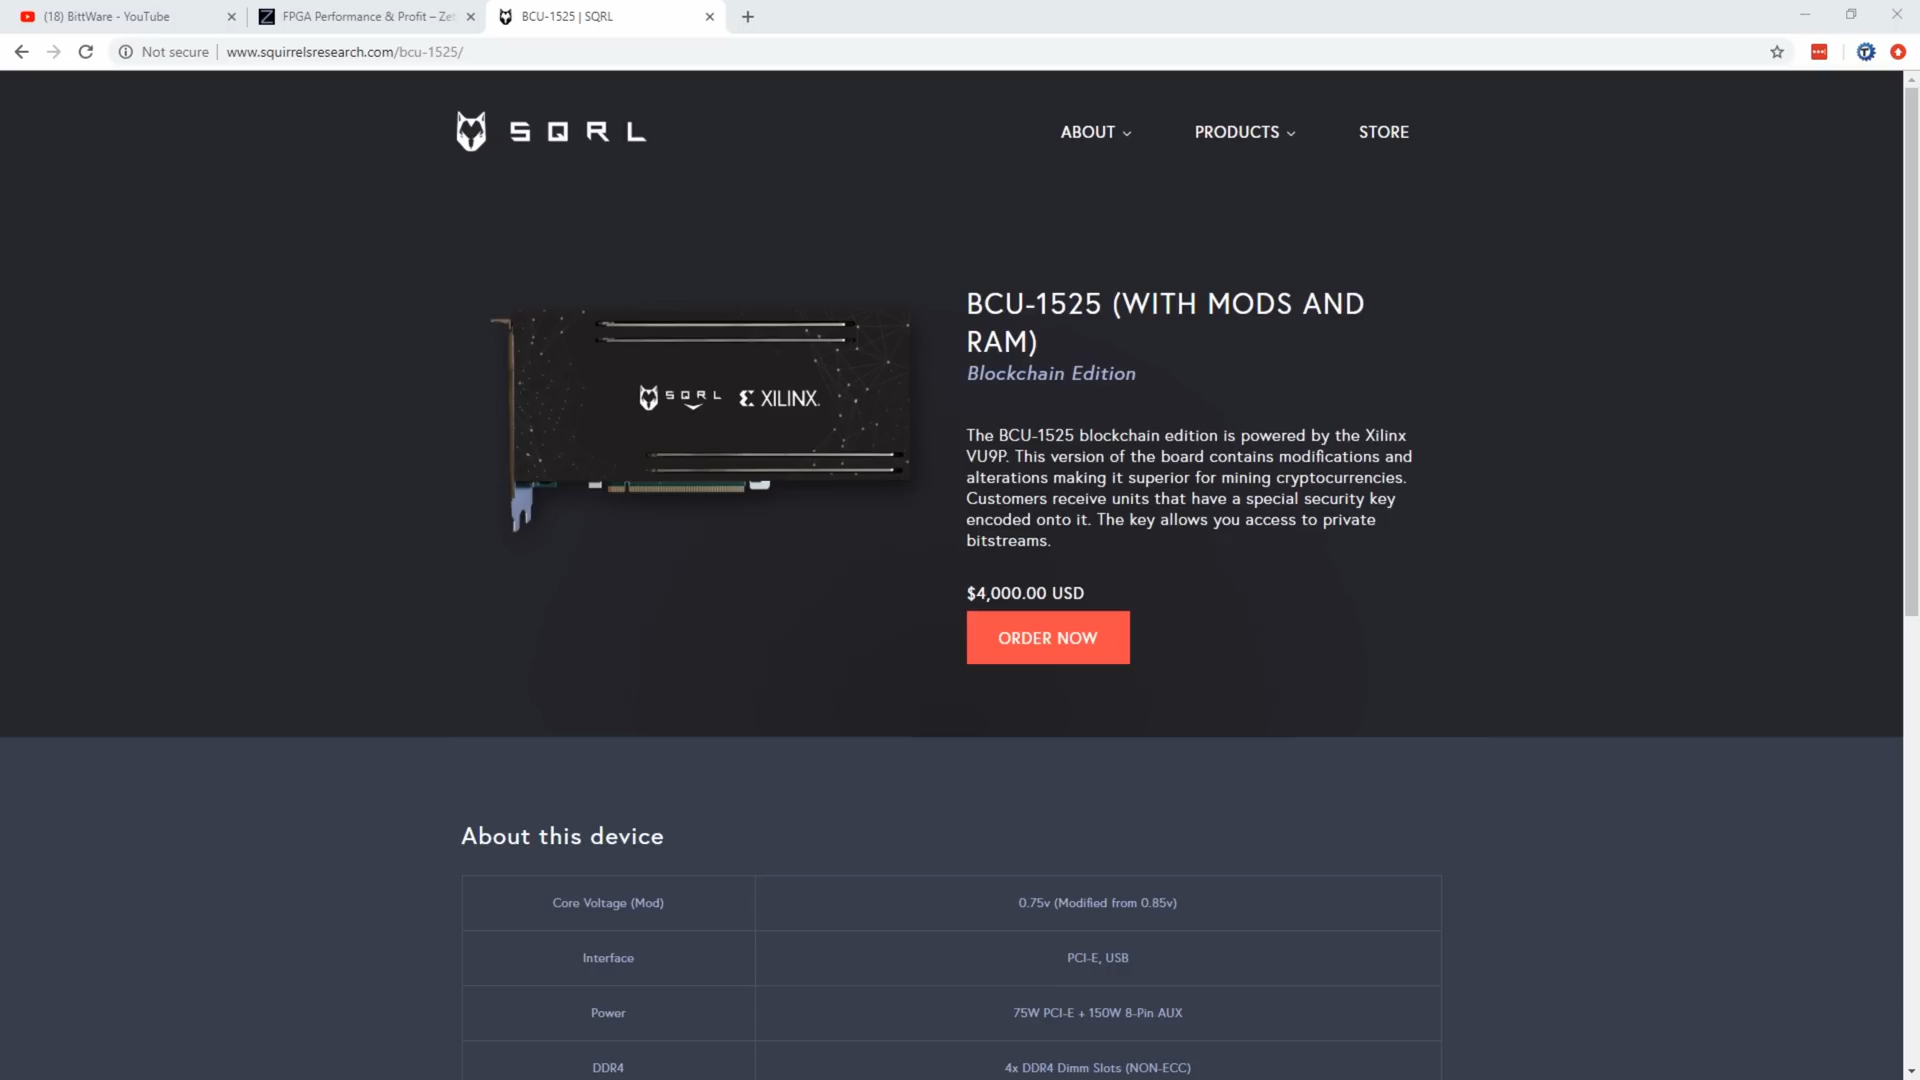 (18) BittWare - YouTube
FPGA Performance & Profit – Zet
BCU-1525 | SQRL
Not secure
www.squirrelsresearch.com/bcu-1525/
SQRL
ABOUT
PRODUCTS
STORE
SQRL
XILINX
BCU-1525 (WITH MODS AND
RAM)
Blockchain Edition
The BCU-1525 blockchain edition is powered by the Xilinx
VU9P. This version of the board contains modifications and
alterations making it superior for mining cryptocurrencies.
Customers receive units that have a special security key
encoded onto it. The key allows you access to private
bitstreams.
$4,000.00 USD
ORDER NOW
About this device
Core Voltage (Mod)
0.75v (Modified from 0.85v)
Interface
PCI-E, USB
Power
75W PCI-E + 150W 8-Pin AUX
DDR4
4x DDR4 Dimm Slots (NON-ECC)